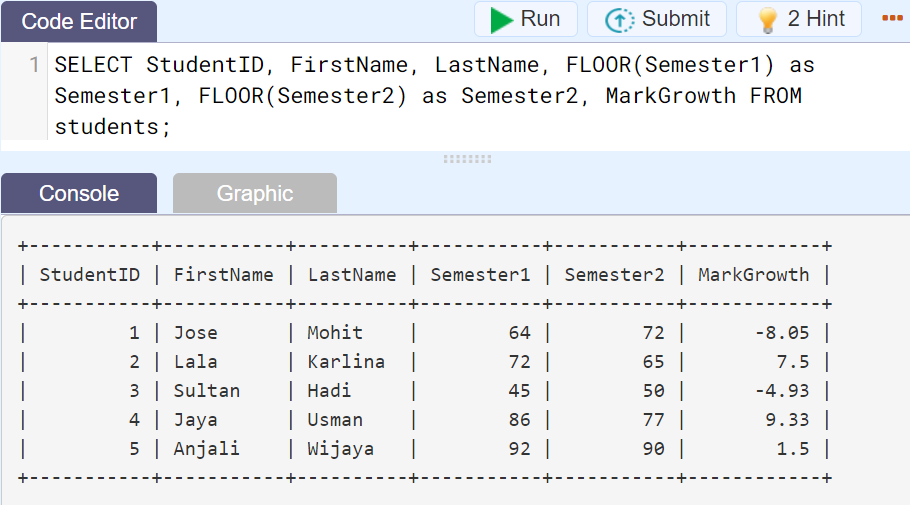 Code Editor
Run
Submit
2 Hint
1 SELECT StudentID, FirstName, LastName, FLOOR(Semester1) as
Semester1, FLOOR(Semester2) as Semester2, MarkGrowth FROM
students;
Console
Graphic
+-----------+-----------+----------+-----------+-----------+------------+
| StudentID | FirstName | LastName | Semester1 | Semester2 | MarkGrowth |
+-----------+-----------+----------+-----------+-----------+------------+
|         1 | Jose      | Mohit    |        64 |        72 |      -8.05 |
|         2 | Lala      | Karlina  |        72 |        65 |        7.5 |
|         3 | Sultan    | Hadi     |        45 |        50 |      -4.93 |
|         4 | Jaya      | Usman    |        86 |        77 |       9.33 |
|         5 | Anjali    | Wijaya   |        92 |        90 |        1.5 |
+-----------+-----------+----------+-----------+-----------+------------+